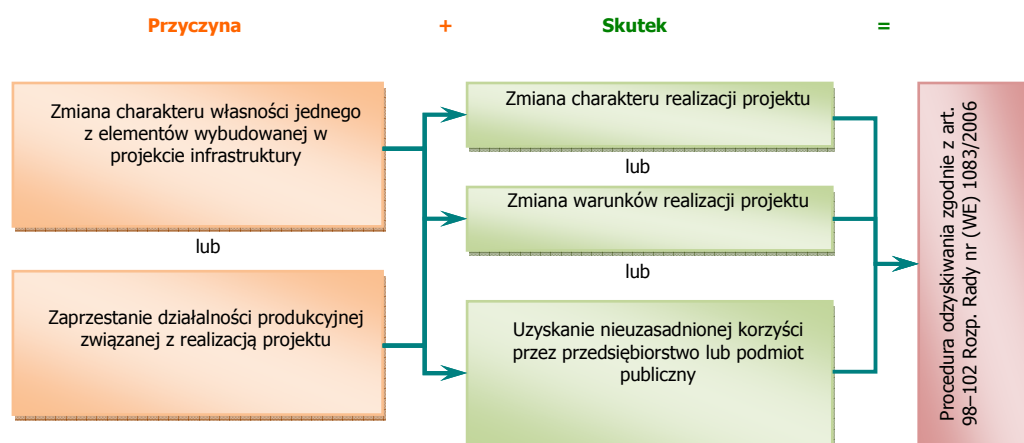 Przyczyna + Skutek =
Zmiana charakteru własności jednego
z elementów wybudowanej w
projekcie infrastruktury
lub
Zaprzestanie działalności produkcyjnej
związanej z realizacją projektu
Zmiana charakteru realizacji projektu
lub
Zmiana warunków realizacji projektu
lub
Uzyskanie nieuzasadnionej korzyści
przez przedsiębiorstwo lub podmiot
publiczny
Procedura odzyskiwania zgodnie z art.
98–102 Rozp. Rady nr (WE) 1083/2006